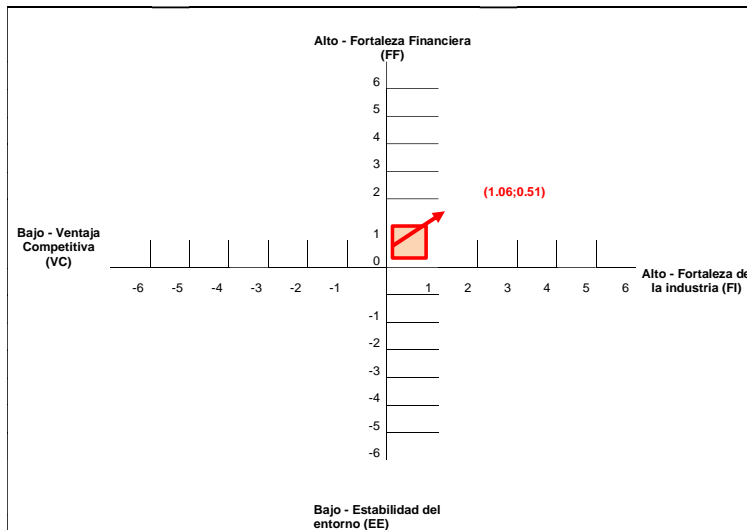 Alto - Fortaleza Financiera
(FF)
6
5
4
3
2
(1.06;0.51)
1
0
Bajo - Ventaja
Competitiva
(VC)
-6 -5 -4 -3 -2 -1 1 2 3 4 5 6
Alto - Fortaleza de
la industria (FI)
-1
-2
-3
-4
-5
-6
Bajo - Estabilidad del
entorno (EE)